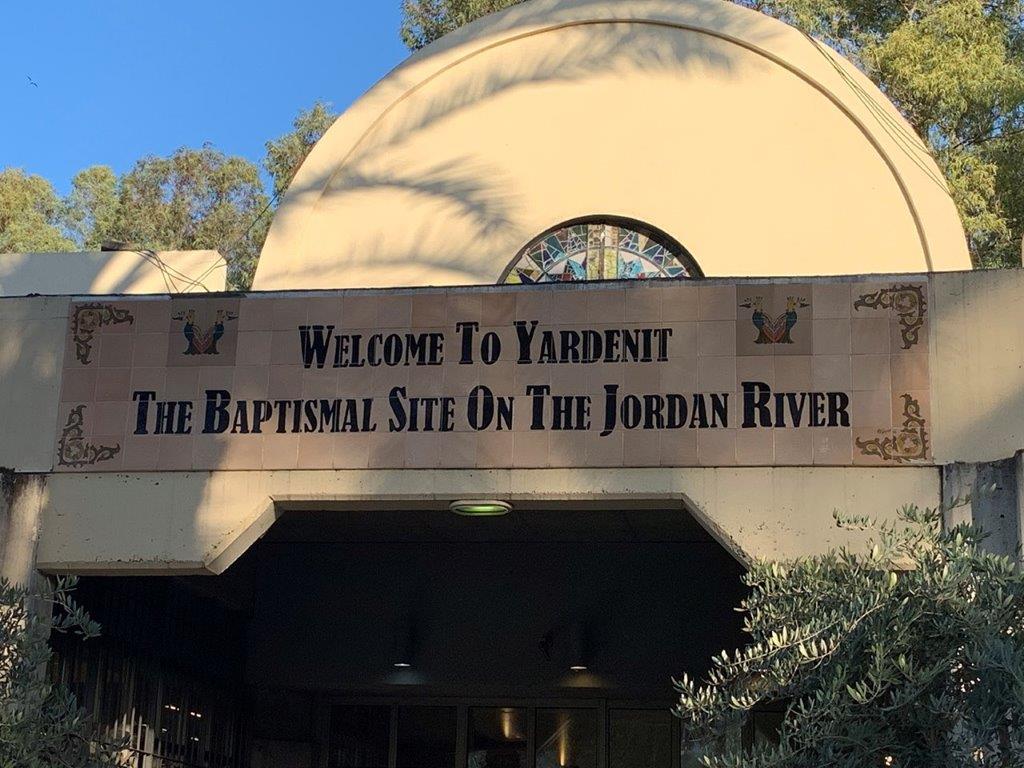 Welcome To Yardenit
The Baptismal Site On The Jordan River